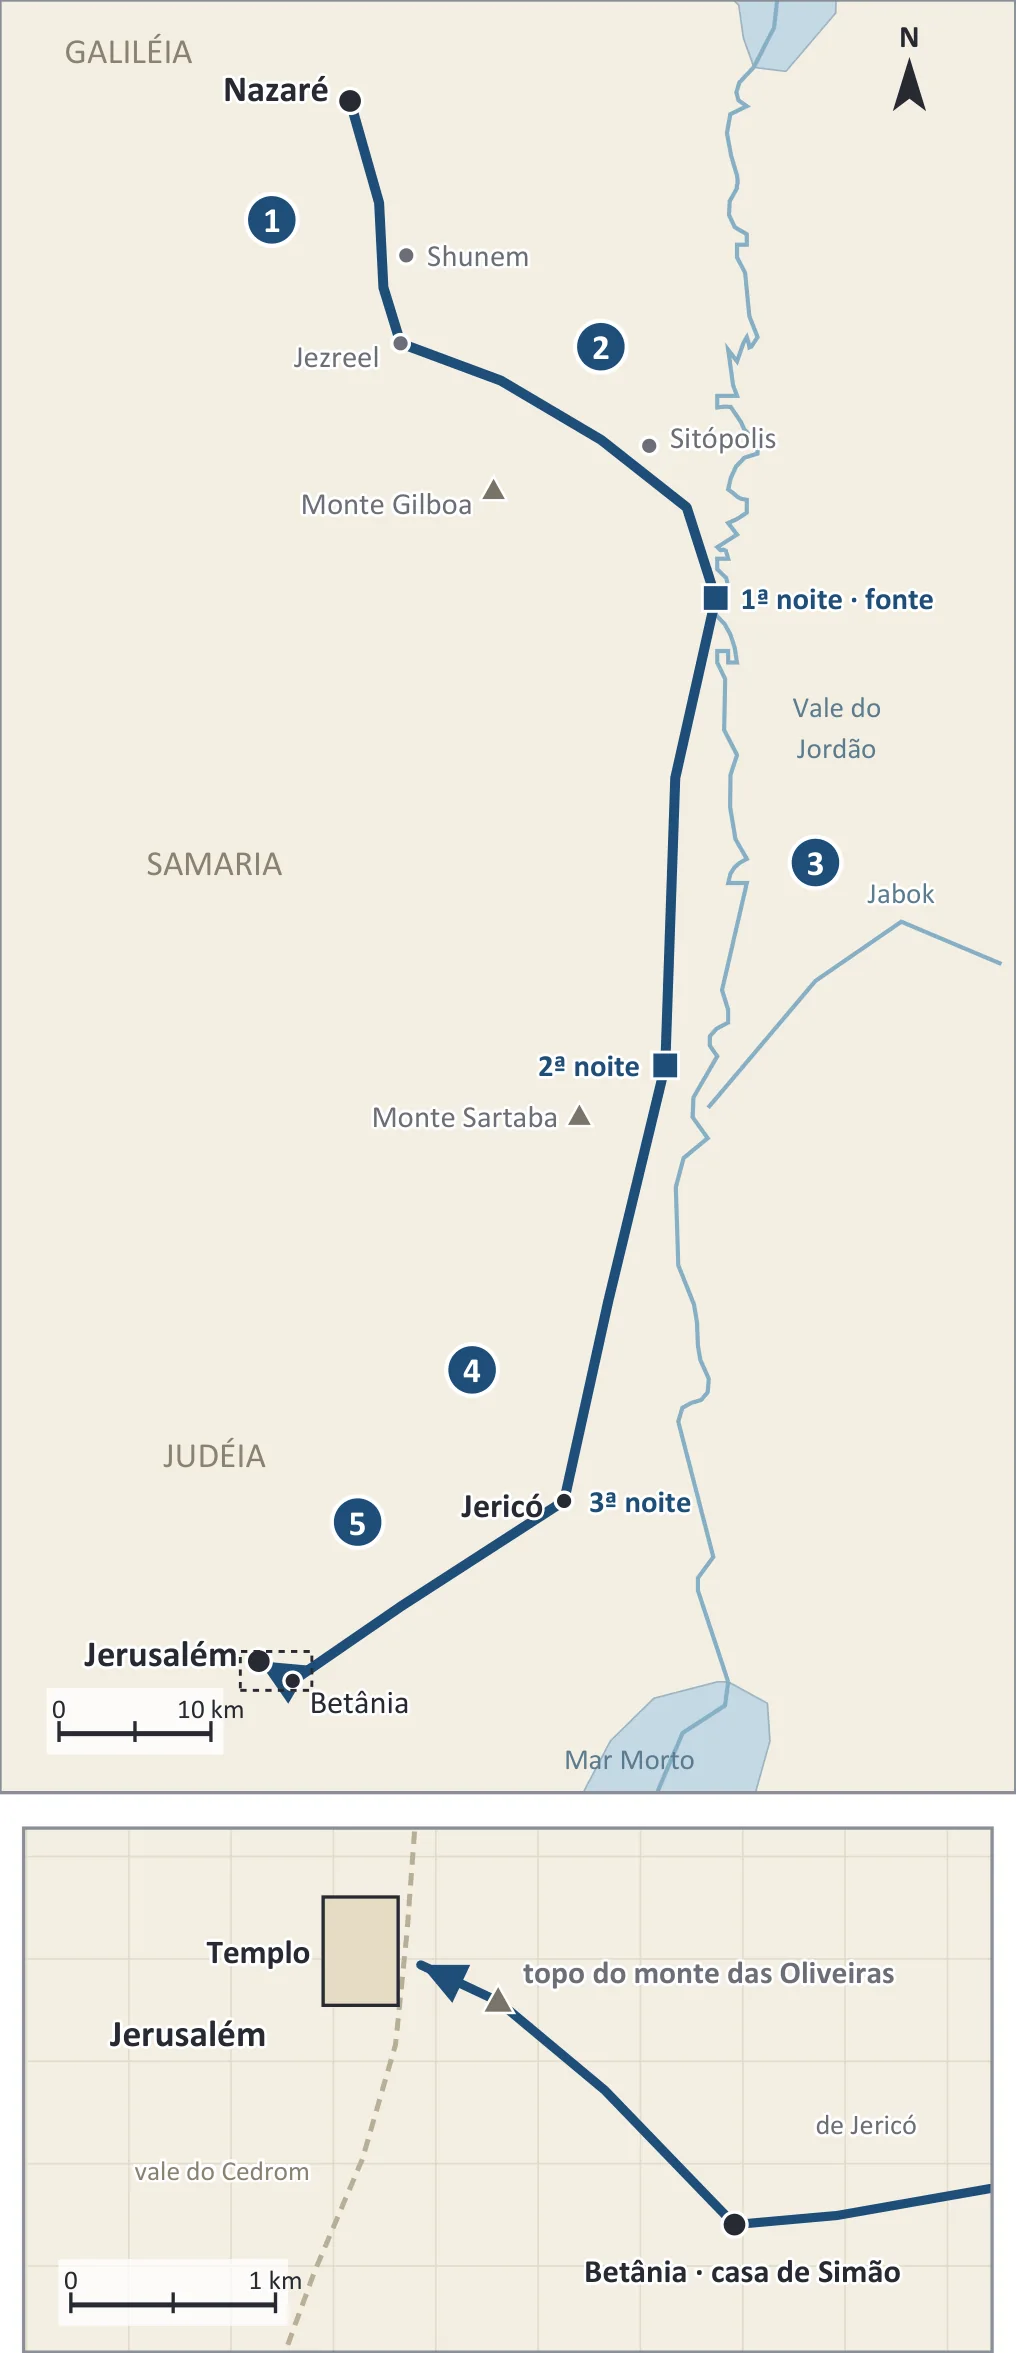 GALILÉIA
N
Nazaré
1
Shunem
2
Jezreel
Sitópolis
Monte Gilboa
1ª noite · fonte
Vale do
Jordão
SAMARIA
3
Jabok
2ª noite
Monte Sartaba
4
JUDÉIA
Jericó
3ª noite
5
Jerusalém
Betânia
0
10 km
Mar Morto
Templo
topo do monte das Oliveiras
Jerusalém
de Jericó
vale do Cedrom
Betânia · casa de Simão
0
1 km